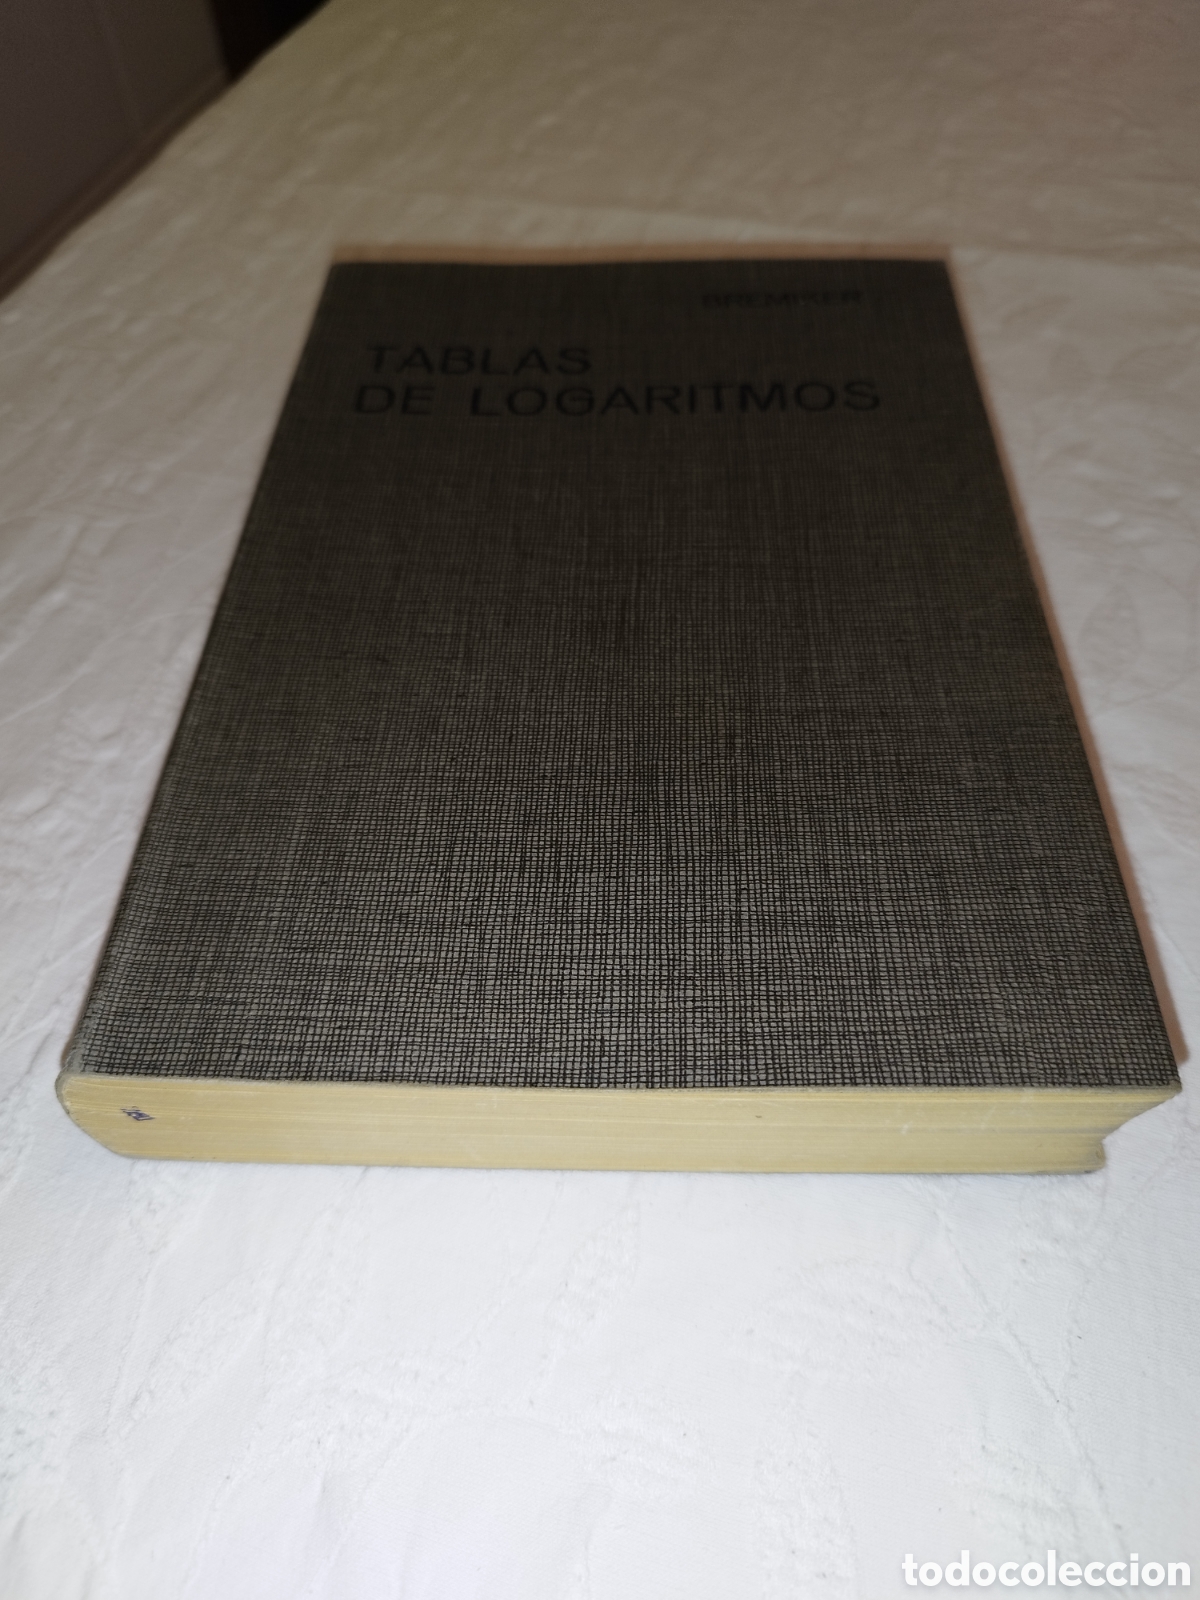 BREMIKER
TABLAS
DE LOGARITMOS
todocoleccion